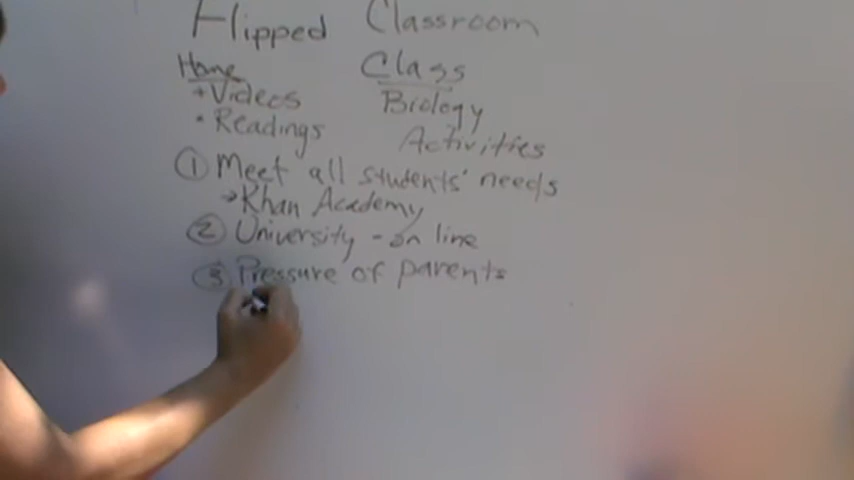 Flipped Classroom
Home Class
+ Videos Biology
• Readings Activities
① Meet all students' needs
→ Khan Academy
② University - on line
③ Pressure of parents